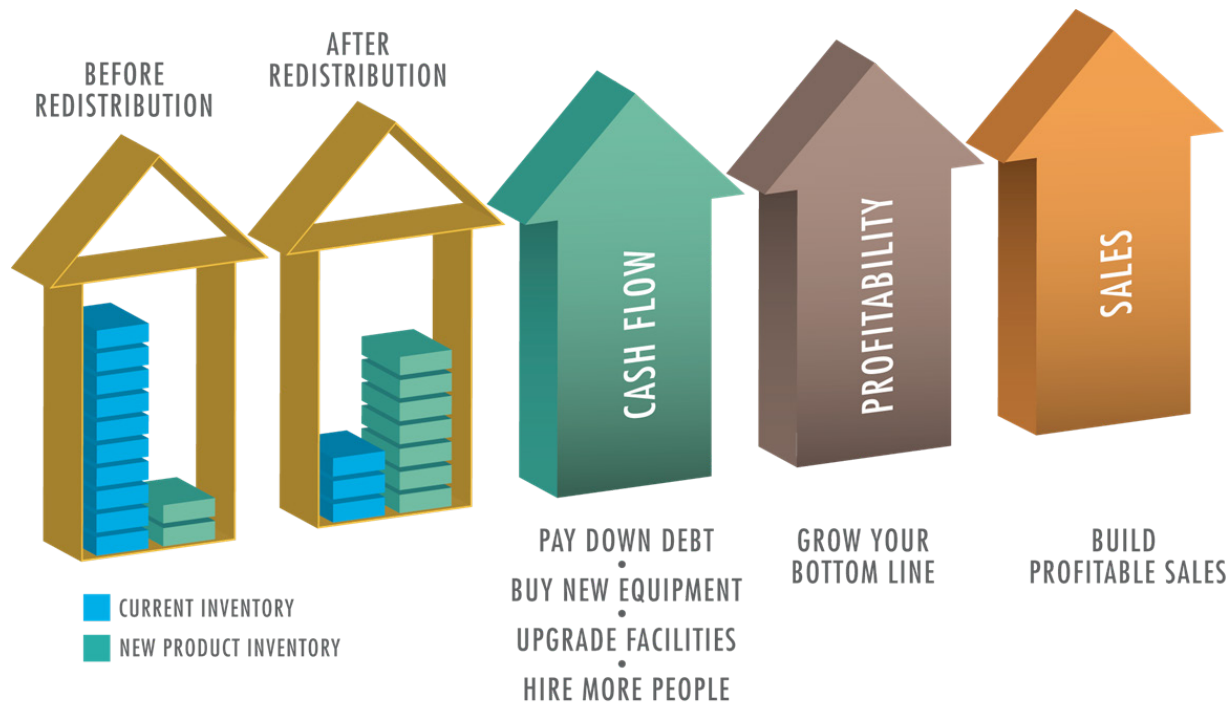 BEFORE
REDISTRIBUTION
AFTER
REDISTRIBUTION
CASH FLOW
PROFITABILITY
SALES
CURRENT INVENTORY
NEW PRODUCT INVENTORY
PAY DOWN DEBT
•
BUY NEW EQUIPMENT
•
UPGRADE FACILITIES
•
HIRE MORE PEOPLE
GROW YOUR
BOTTOM LINE
BUILD
PROFITABLE SALES